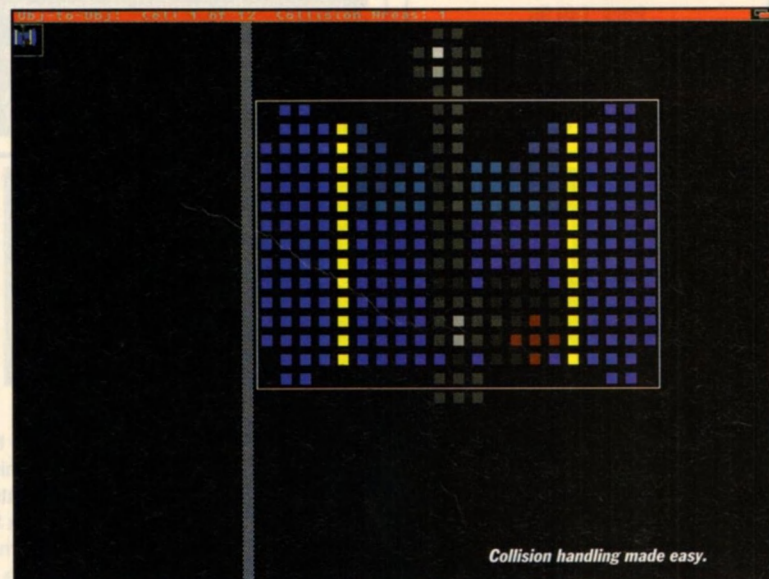 Obj-to-Obj: Cell 1 of 12 Collision Areas: 1
Collision handling made easy.